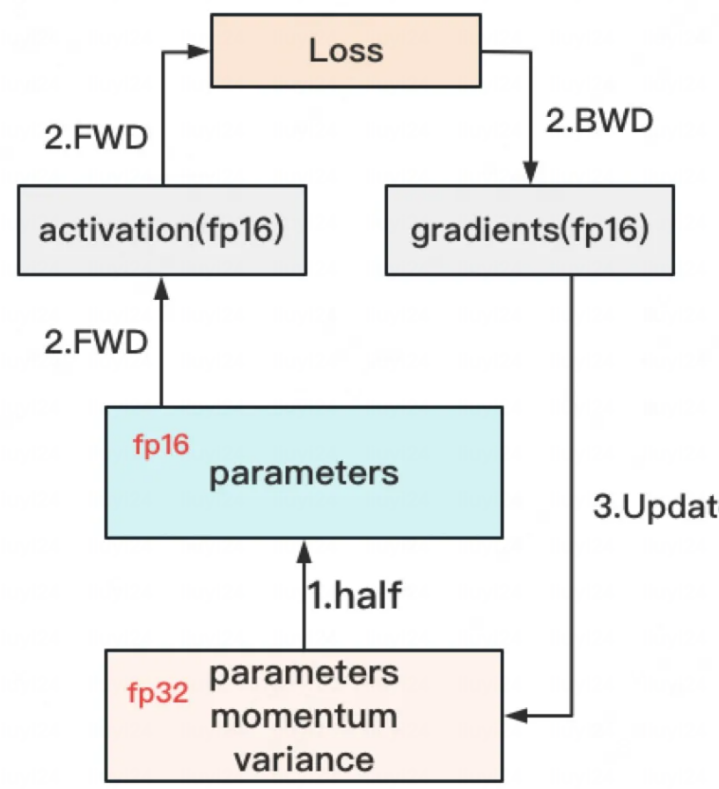 Loss
2.FWD
2.BWD
activation(fp16)
gradients(fp16)
2.FWD
fp16
parameters
3.Updat
1.half
fp32
parameters
momentum
variance